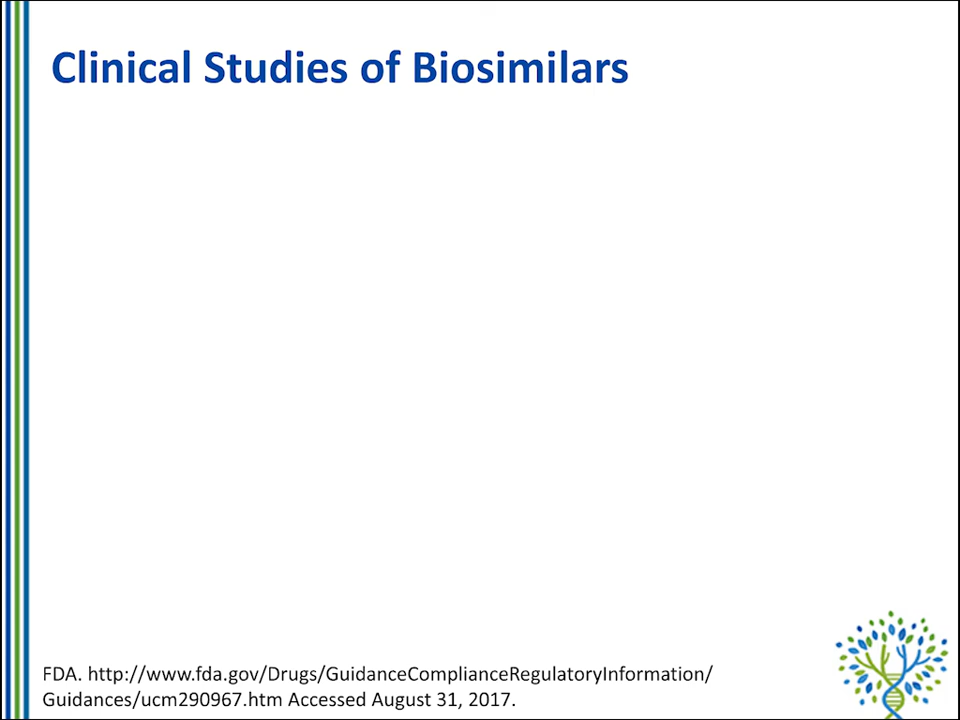 Clinical Studies of Biosimilars
FDA. http://www.fda.gov/Drugs/GuidanceComplianceRegulatoryInformation/
Guidances/ucm290967.htm Accessed August 31, 2017.